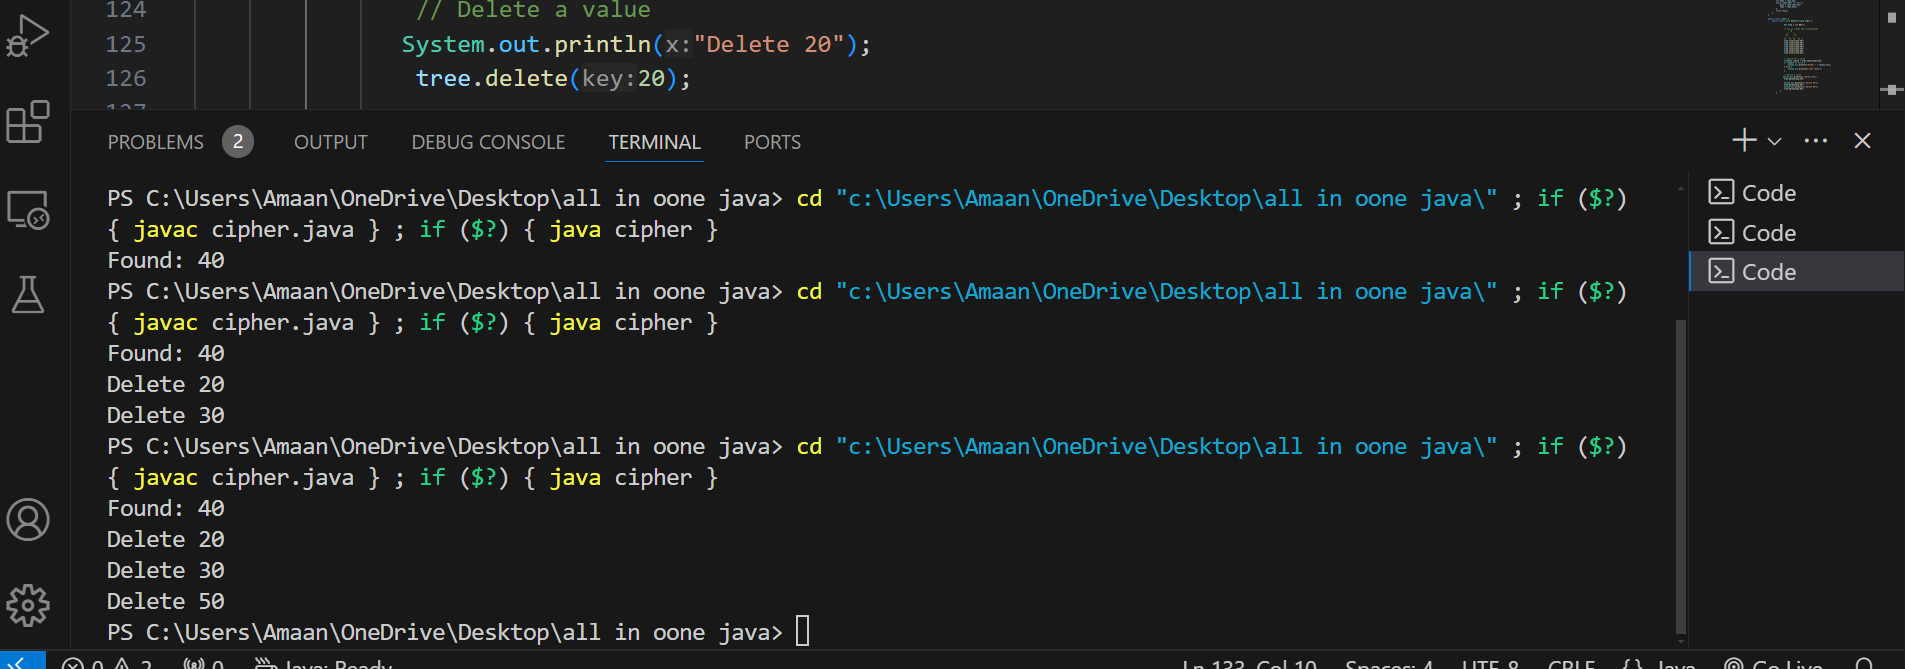 124 // Delete a value
125 System.out.println(x:"Delete 20");
126 tree.delete(key:20);
127
PROBLEMS 2 OUTPUT DEBUG CONSOLE TERMINAL PORTS
PS C:\Users\Amaan\OneDrive\Desktop\all in oone java> cd "c:\Users\Amaan\OneDrive\Desktop\all in oone java\" ; if ($?)
{ javac cipher.java } ; if ($?) { java cipher }
Found: 40
PS C:\Users\Amaan\OneDrive\Desktop\all in oone java> cd "c:\Users\Amaan\OneDrive\Desktop\all in oone java\" ; if ($?)
{ javac cipher.java } ; if ($?) { java cipher }
Found: 40
Delete 20
Delete 30
PS C:\Users\Amaan\OneDrive\Desktop\all in oone java> cd "c:\Users\Amaan\OneDrive\Desktop\all in oone java\" ; if ($?)
{ javac cipher.java } ; if ($?) { java cipher }
Found: 40
Delete 20
Delete 30
Delete 50
PS C:\Users\Amaan\OneDrive\Desktop\all in oone java>
Code
Code
Code
0 2 0 Java: Ready Ln 133, Col 10 Spaces: 4 UTF-8 CRLF {} Java Go Live